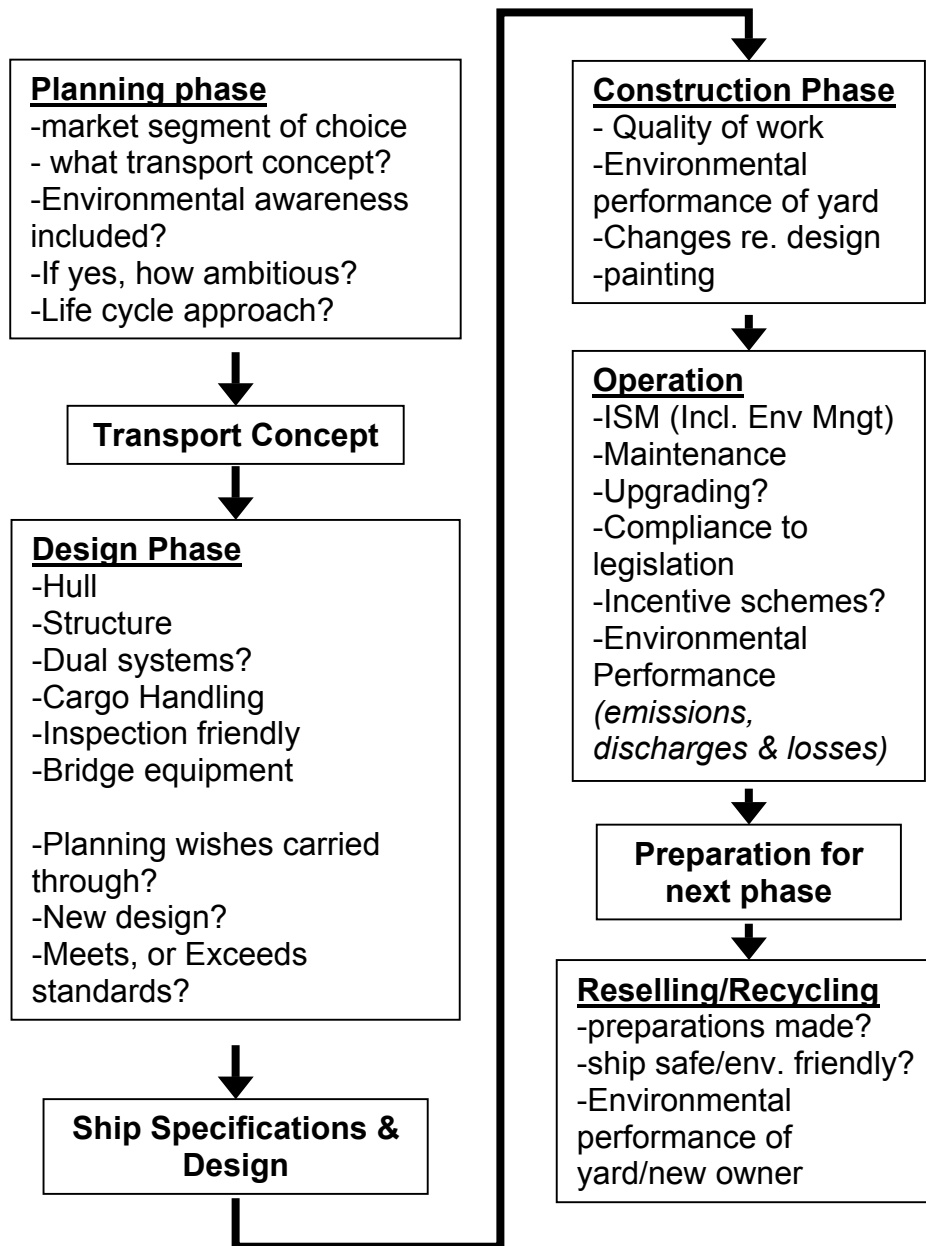 Planning phase
-market segment of choice
- what transport concept?
-Environmental awareness
included?
-If yes, how ambitious?
-Life cycle approach?
Transport Concept
Design Phase
-Hull
-Structure
-Dual systems?
-Cargo Handling
-Inspection friendly
-Bridge equipment
-Planning wishes carried
through?
-New design?
-Meets, or Exceeds
standards?
Ship Specifications &
Design
Construction Phase
- Quality of work
-Environmental
performance of yard
-Changes re. design
-painting
Operation
-ISM (Incl. Env Mngt)
-Maintenance
-Upgrading?
-Compliance to
legislation
-Incentive schemes?
-Environmental
Performance
(emissions,
discharges & losses)
Preparation for
next phase
Reselling/Recycling
-preparations made?
-ship safe/env. friendly?
-Environmental
performance of
yard/new owner